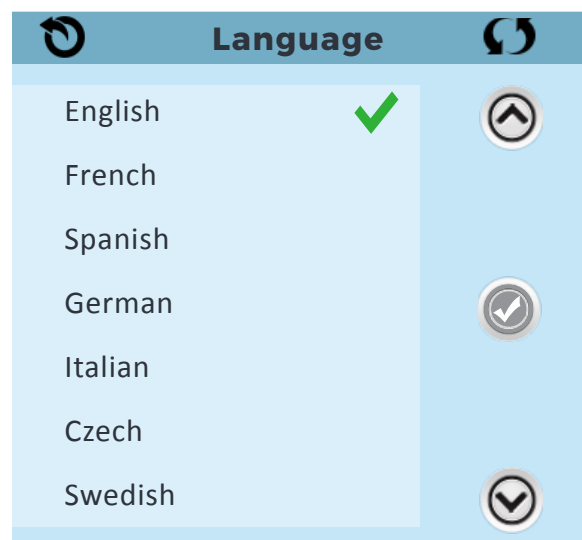 Language
English
French
Spanish
German
Italian
Czech
Swedish